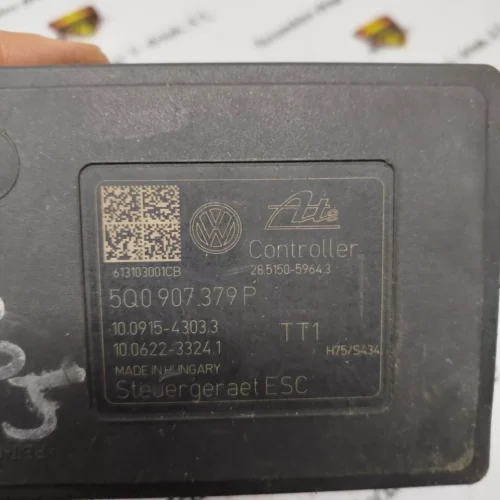 Ate
Controller
28.5150-5964.3
613103001CB
5Q0 907.379 P
10.0915-4303.3
10.0622-3324.1
TT1
H75/S434
MADE IN HUNGARY
Steuergeraet ESC